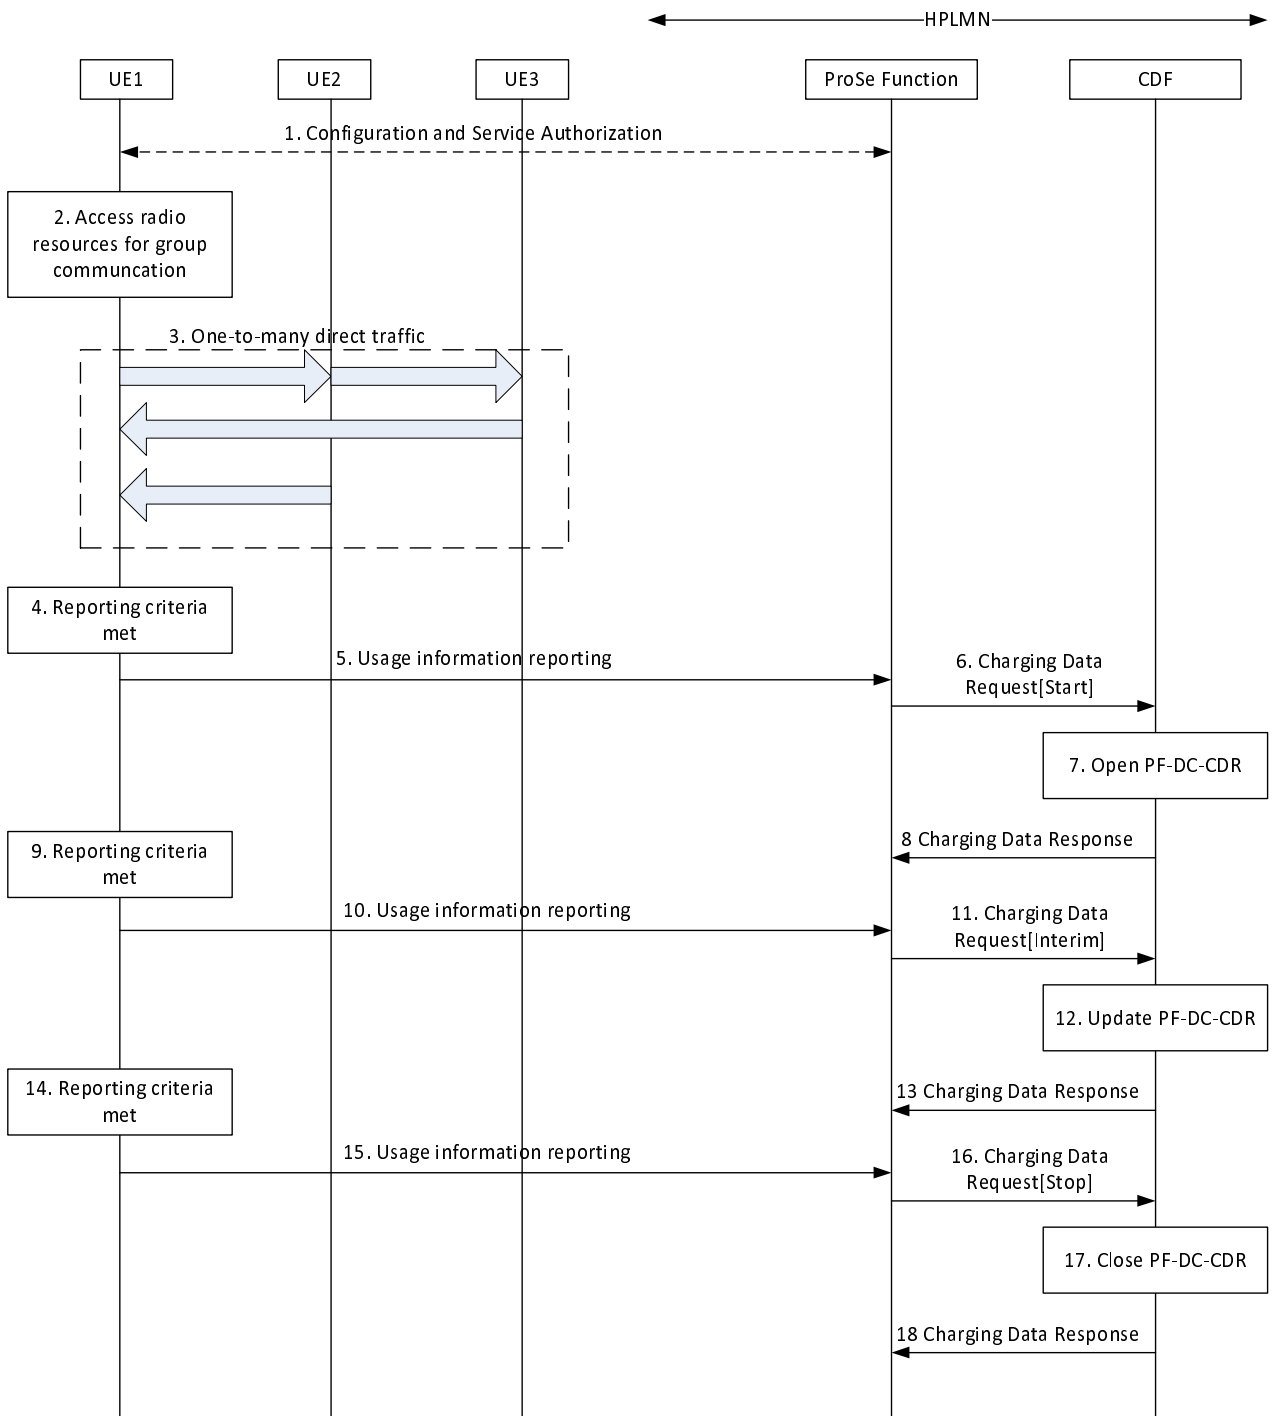 HPLMN
UE1
UE2
UE3
ProSe Function
CDF
1. Configuration and Service Authorization
2. Access radio
resources for group
communcation
3. One-to-many direct traffic
4. Reporting criteria
met
5. Usage information reporting
6. Charging Data
Request[Start]
7. Open PF-DC-CDR
8 Charging Data Response
9. Reporting criteria
met
10. Usage information reporting
11. Charging Data
Request[Interim]
12. Update PF-DC-CDR
13 Charging Data Response
14. Reporting criteria
met
15. Usage information reporting
16. Charging Data
Request[Stop]
17. Close PF-DC-CDR
18 Charging Data Response